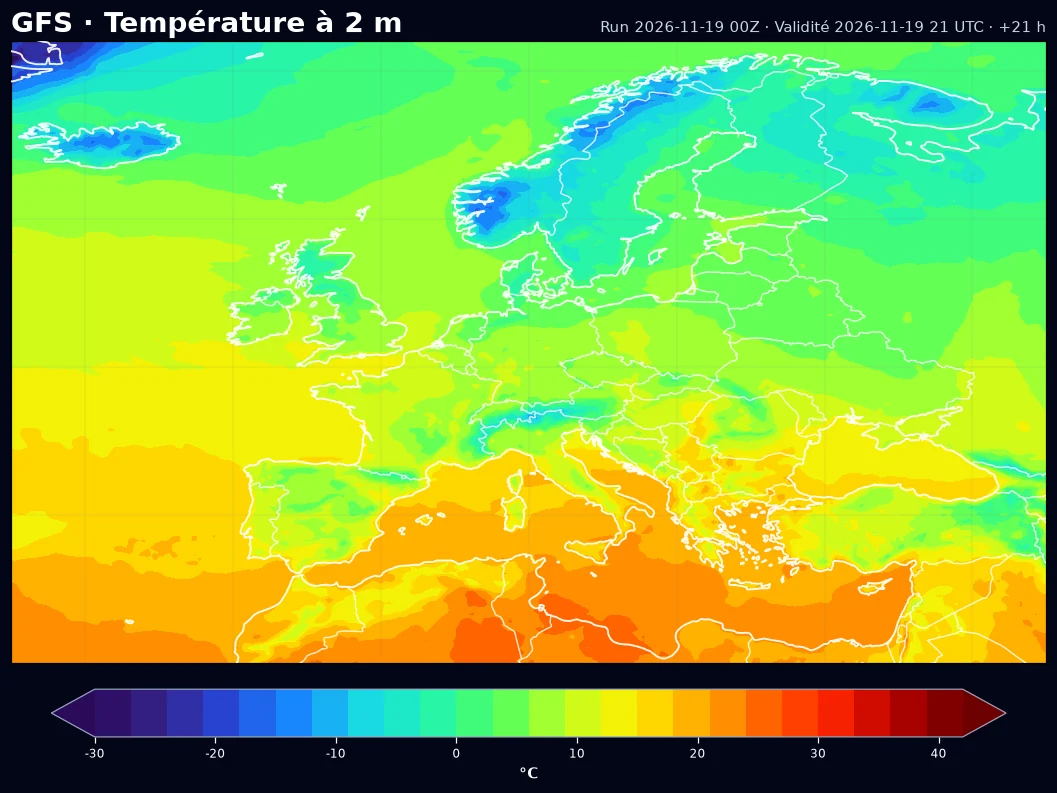 GFS · Température à 2 m
Run 2026-11-19 00Z · Validité 2026-11-19 21 UTC · +21 h
-30 -20 -10 0 10 20 30 40
°C